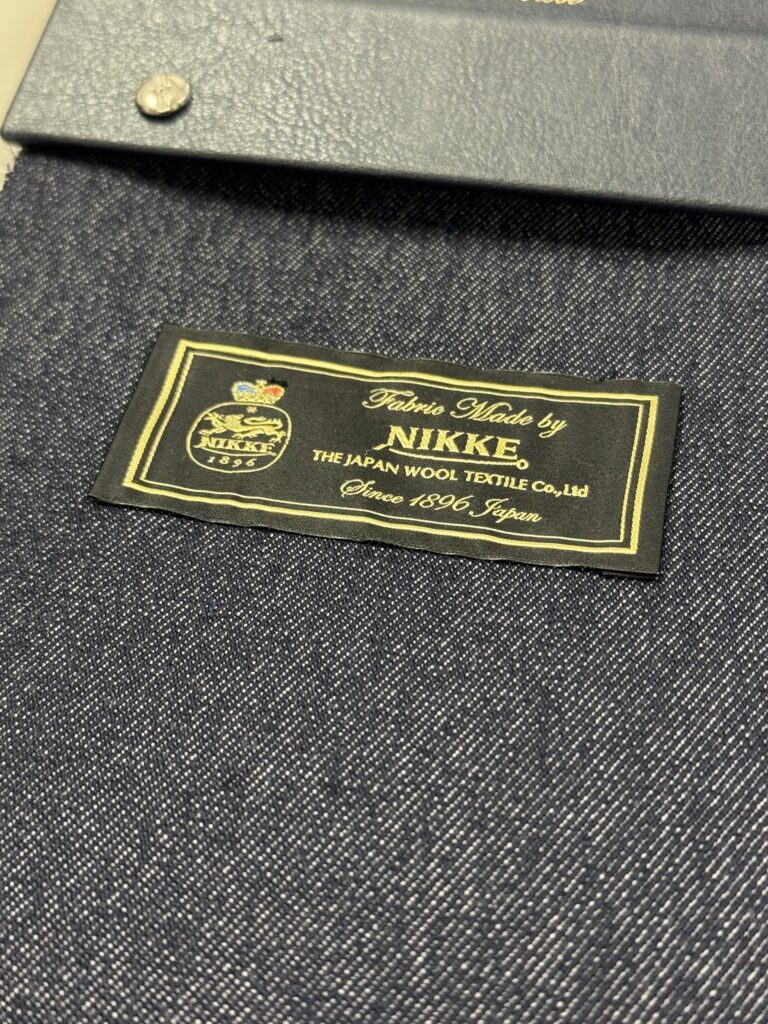 NIKKE
1896
Fabric Made by
NIKKE
THE JAPAN WOOL TEXTILE Co.,Ltd
Since 1896 Japan